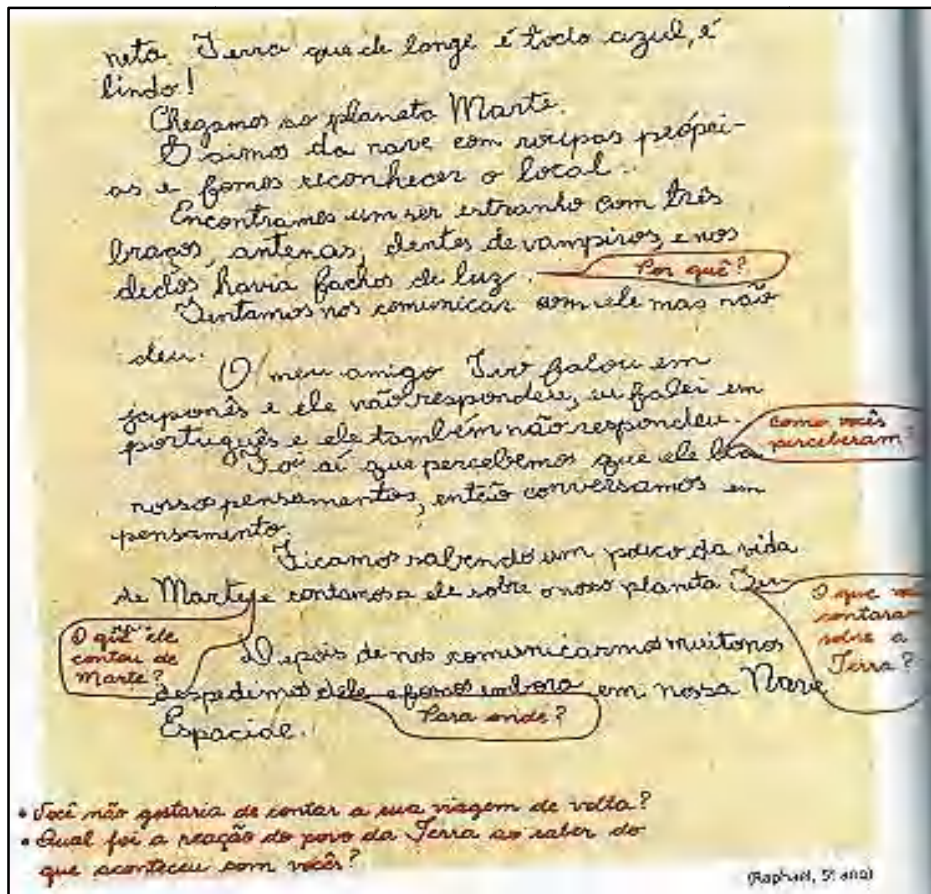 neta Terra que de longe é todo azul, é
lindo!
Chegamos ao planeta Marte.
Saimos da nave com roupas própri-
as e fomos reconhecer o local.
Encontramos um ser estranho com três
braços, antenas, dentes de vampiros, e nos
dedos havia fachos de luz.
Por quê?
Tentamos nos comunicar com ele mas não
deu.
O meu amigo falou em
japonês e ele não respondeu, eu falei em
português e ele também não respondeu.
como vocês
perceberam?
Foi aí que percebemos que ele lia
nosso pensamentos, então conversamos em
pensamento.
Ficamos sabendo um pouco da vida
de Marte e contamos a ele sobre o noso planeta
O que ele
contou de
Marte?
O que
contaram
sobre a
Terra?
Depois de nos comunicarmos muito nos
despedimos dele e fomos embora em nossa Nave
Espacial.
Para onde?
• Você não gostaria de contar a sua viagem de volta?
• Qual foi a reação do povo da Terra ao saber do
que aconteceu com vocês?
(Raphael, 5º ano)